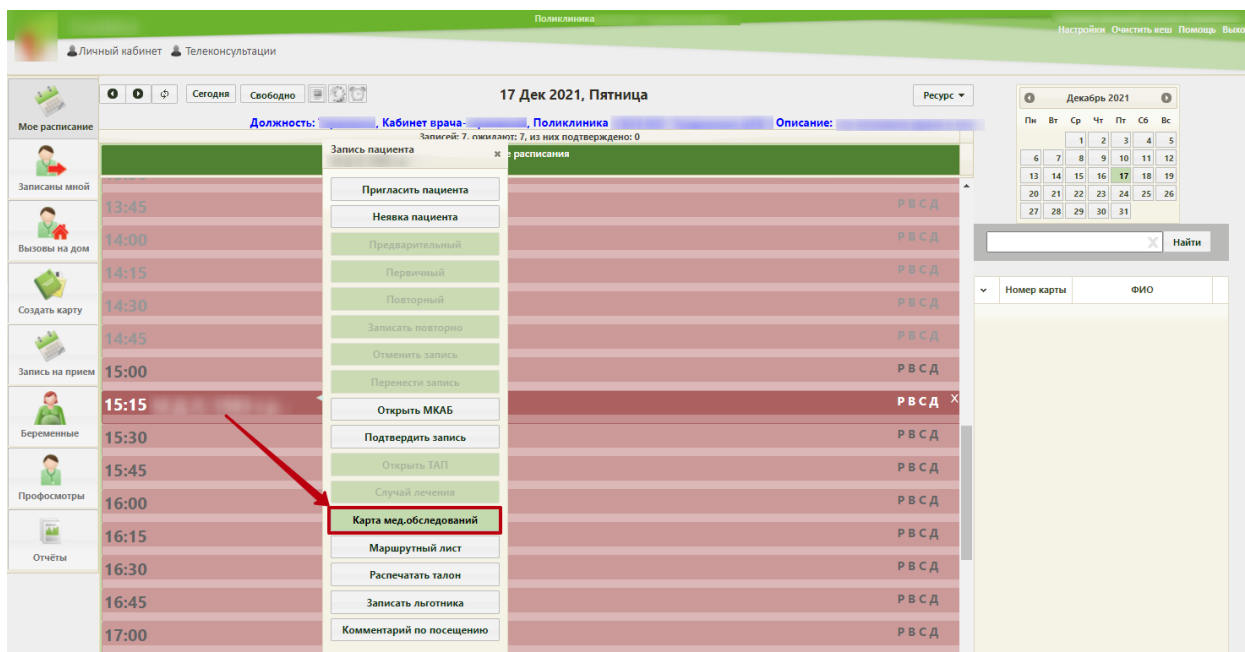 Поликлиника
Настройки Очистить кеш Помощь Выхо
Личный кабинет Телеконсультации
Сегодня
Свободно
17 Дек 2021, Пятница
Ресурс
Должность: , Кабинет врача- , Поликлиника Описание:
Записей: 7, ожидают: 7, из них подтверждено: 0
расписания
Мое расписание
Записаны мной
Вызовы на дом
Создать карту
Запись на прием
Беременные
Профосмотры
Отчёты
13:45 Р В С Д
14:00 Р В С Д
14:15 Р В С Д
14:30 Р В С Д
14:45 Р В С Д
15:00 Р В С Д
15:15 Р В С Д X
15:30 Р В С Д
15:45 Р В С Д
16:00 Р В С Д
16:15 Р В С Д
16:30 Р В С Д
16:45 Р В С Д
17:00 Р В С Д
Запись пациента
Пригласить пациента
Неявка пациента
Предварительный
Первичный
Повторный
Записать повторно
Отменить запись
Перенести запись
Открыть МКАБ
Подтвердить запись
Открыть ТАП
Случай лечения
Карта мед.обследований
Маршрутный лист
Распечатать талон
Записать льготника
Комментарий по посещению
Декабрь 2021
Пн Вт Ср Чт Пт Сб Вс
1 2 3 4 5
6 7 8 9 10 11 12
13 14 15 16 17 18 19
20 21 22 23 24 25 26
27 28 29 30 31
X Найти
Номер карты ФИО